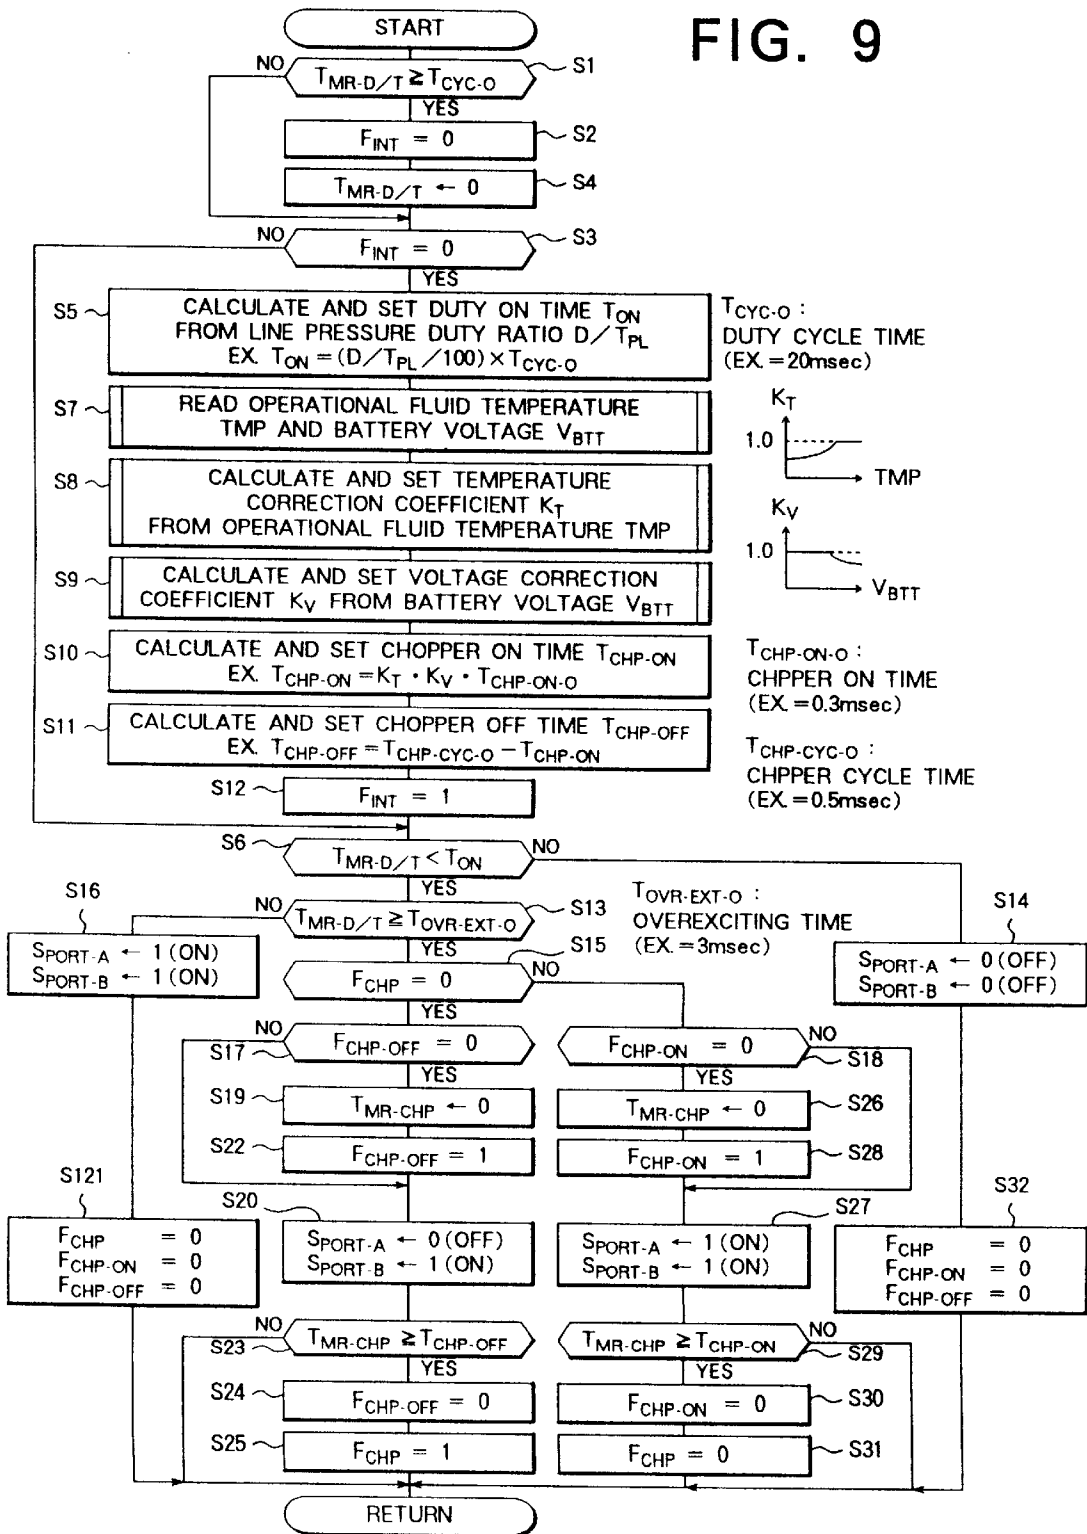 FIG. 9
START
NO
T_MR-D/T ≧ T_CYC-O
S1
YES
F_INT = 0
S2
T_MR-D/T ← 0
S4
NO
F_INT = 0
S3
YES
S5
CALCULATE AND SET DUTY ON TIME T_ON
FROM LINE PRESSURE DUTY RATIO D/T_PL
EX. T_ON = (D/T_PL/100) × T_CYC-O
T_CYC-O :
DUTY CYCLE TIME
(EX. = 20msec)
S7
READ OPERATIONAL FLUID TEMPERATURE
TMP AND BATTERY VOLTAGE V_BTT
K_T
1.0
TMP
S8
CALCULATE AND SET TEMPERATURE
CORRECTION COEFFICIENT K_T
FROM OPERATIONAL FLUID TEMPERATURE TMP
K_V
1.0
V_BTT
S9
CALCULATE AND SET VOLTAGE CORRECTION
COEFFICIENT K_V FROM BATTERY VOLTAGE V_BTT
S10
CALCULATE AND SET CHOPPER ON TIME T_CHP-ON
EX. T_CHP-ON = K_T · K_V · T_CHP-ON-O
T_CHP-ON-O :
CHPPER ON TIME
(EX. = 0.3msec)
S11
CALCULATE AND SET CHOPPER OFF TIME T_CHP-OFF
EX. T_CHP-OFF = T_CHP-CYC-O − T_CHP-ON
T_CHP-CYC-O :
CHPPER CYCLE TIME
(EX. = 0.5msec)
S12
F_INT = 1
S6
T_MR-D/T < T_ON
NO
YES
S16
S_PORT-A ← 1 (ON)
S_PORT-B ← 1 (ON)
NO
T_MR-D/T ≧ T_OVR-EXT-O
S13
YES
T_OVR-EXT-O :
OVEREXCITING TIME
(EX. = 3msec)
S14
S_PORT-A ← 0 (OFF)
S_PORT-B ← 0 (OFF)
S15
F_CHP = 0
NO
YES
NO
S17
F_CHP-OFF = 0
YES
F_CHP-ON = 0
NO
S18
YES
S19
T_MR-CHP ← 0
T_MR-CHP ← 0
S26
S22
F_CHP-OFF = 1
F_CHP-ON = 1
S28
S121
F_CHP = 0
F_CHP-ON = 0
F_CHP-OFF = 0
S20
S_PORT-A ← 0 (OFF)
S_PORT-B ← 1 (ON)
S27
S_PORT-A ← 1 (ON)
S_PORT-B ← 1 (ON)
S32
F_CHP = 0
F_CHP-ON = 0
F_CHP-OFF = 0
NO
S23
T_MR-CHP ≧ T_CHP-OFF
YES
T_MR-CHP ≧ T_CHP-ON
NO
S29
YES
S24
F_CHP-OFF = 0
F_CHP-ON = 0
S30
S25
F_CHP = 1
F_CHP = 0
S31
RETURN